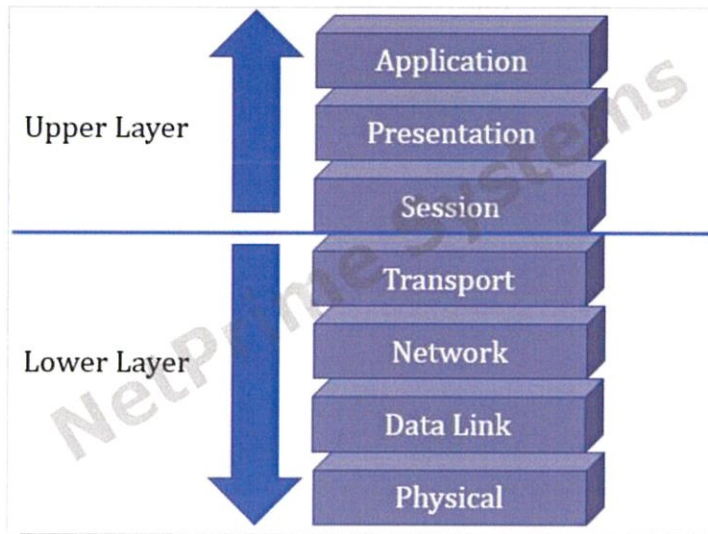 Application
Upper Layer
Presentation
Session
Transport
Network
Lower Layer
Data Link
Physical
NetPrime Systems